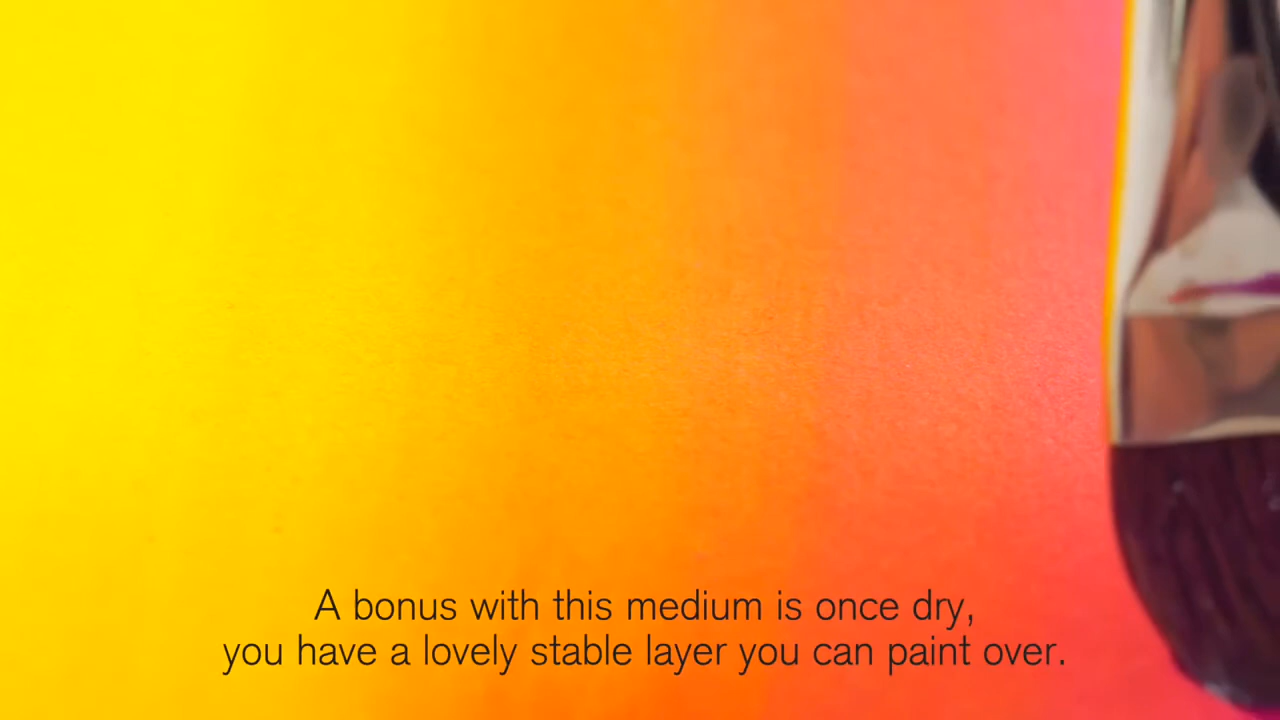 A bonus with this medium is once dry,
you have a lovely stable layer you can paint over.